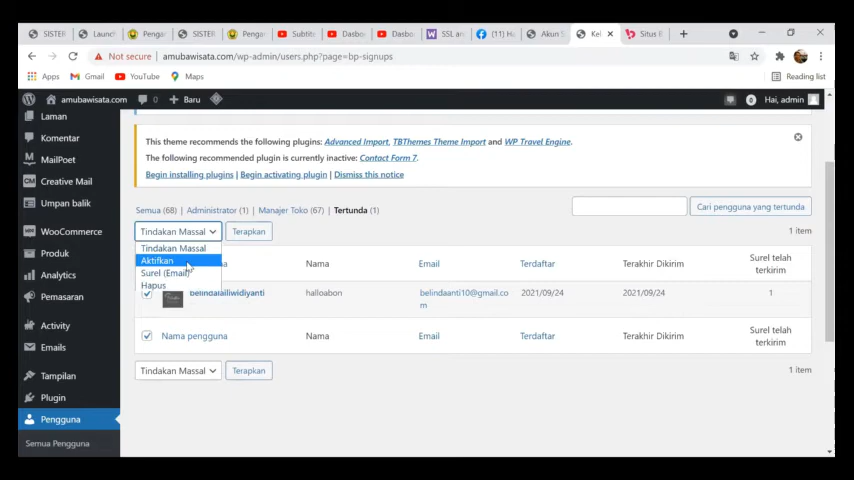 SISTER
Launch
Pengar
SISTER
Pengar
Subtitl
Dasbo
Dasbo
SSL an
(1) Ha
Akun S
Kel
Situs B
Not secure
amubawisata.com/wp-admin/users.php?page=bp-signups
Apps
Gmail
YouTube
Maps
Reading list
amubawisata.com
0
Baru
0
Hai, admin
Laman
Komentar
MailPoet
Creative Mail
Umpan balik
WooCommerce
Produk
Analytics
Pemasaran
Activity
Emails
Tampilan
Plugin
Pengguna
Semua Pengguna
This theme recommends the following plugins: Advanced Import, TBThemes Theme Import and WP Travel Engine.
The following recommended plugin is currently inactive: Contact Form 7.
Begin installing plugins | Begin activating plugin | Dismiss this notice
Semua (68) | Administrator (1) | Manajer Toko (67) | Tertunda (1)
Cari pengguna yang tertunda
Tindakan Massal
Terapkan
1 item
Tindakan Massal
Aktifkan
Surel (Email)
Hapus
Nama
Email
Terdaftar
Terakhir Dikirim
Surel telah
terkirim
halloabon
belindaanti10@gmail.co
m
2021/09/24
2021/09/24
1
Nama pengguna
Nama
Email
Terdaftar
Terakhir Dikirim
Surel telah
terkirim
Tindakan Massal
Terapkan
1 item